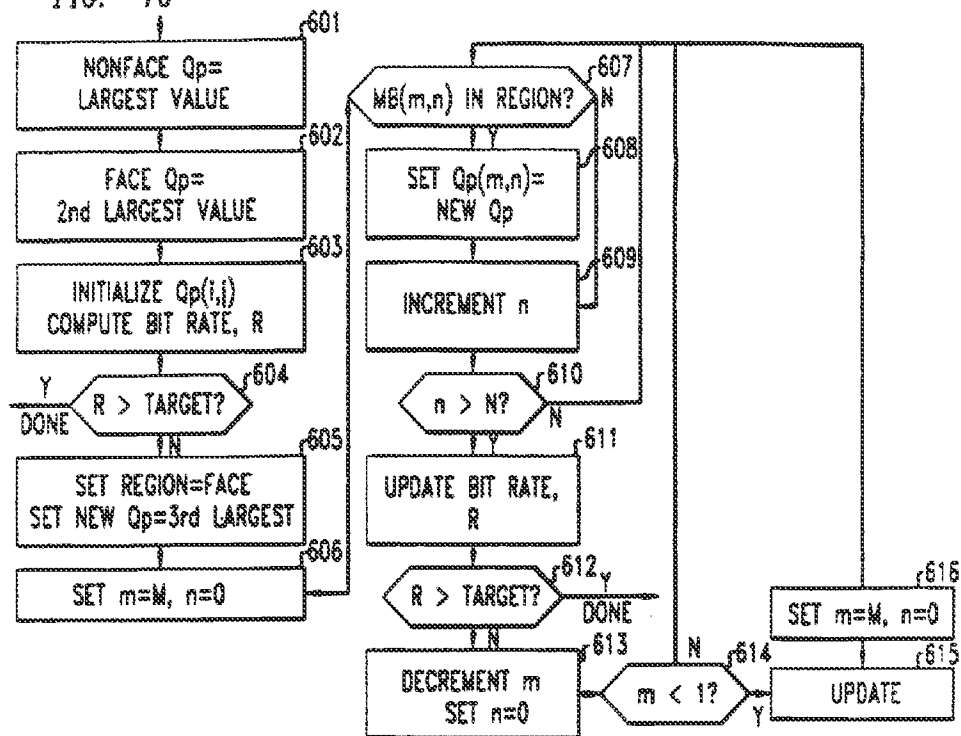 601
NONFACE Qp=
LARGEST VALUE
602
FACE Qp=
2nd LARGEST VALUE
603
INITIALIZE Qp(i,j)
COMPUTE BIT RATE, R
604
Y
R > TARGET?
DONE
N
605
SET REGION=FACE
SET NEW Qp=3rd LARGEST
606
SET m=M, n=0
607
MB(m,n) IN REGION?
N
Y
608
SET Qp(m,n)=
NEW Qp
609
INCREMENT n
610
n > N?
N
Y
611
UPDATE BIT RATE,
R
612
R > TARGET?
Y
DONE
N
613
DECREMENT m
SET n=0
614
N
m < 1?
Y
615
UPDATE
616
SET m=M, n=0